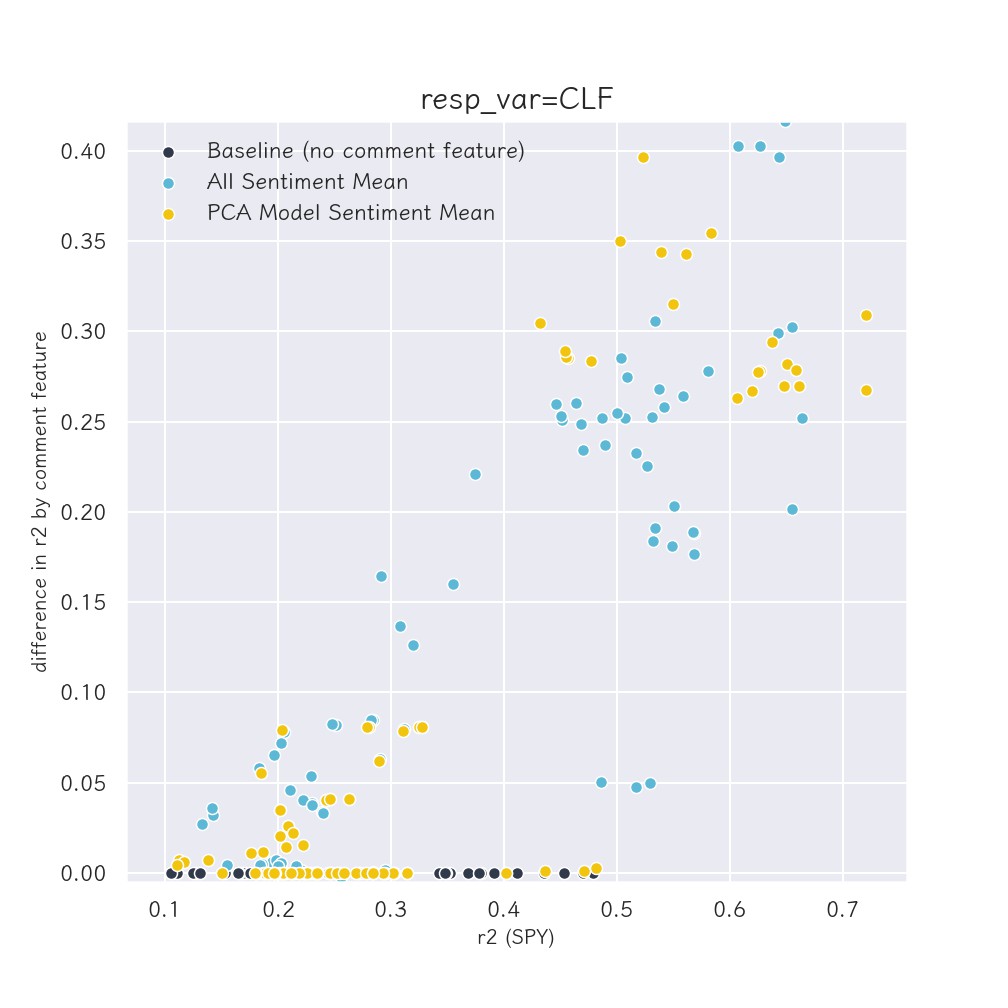 resp_var=CLF
Baseline (no comment feature)
All Sentiment Mean
PCA Model Sentiment Mean
difference in r2 by comment feature
0.40
0.35
0.30
0.25
0.20
0.15
0.10
0.05
0.00
0.1 0.2 0.3 0.4 0.5 0.6 0.7
r2 (SPY)